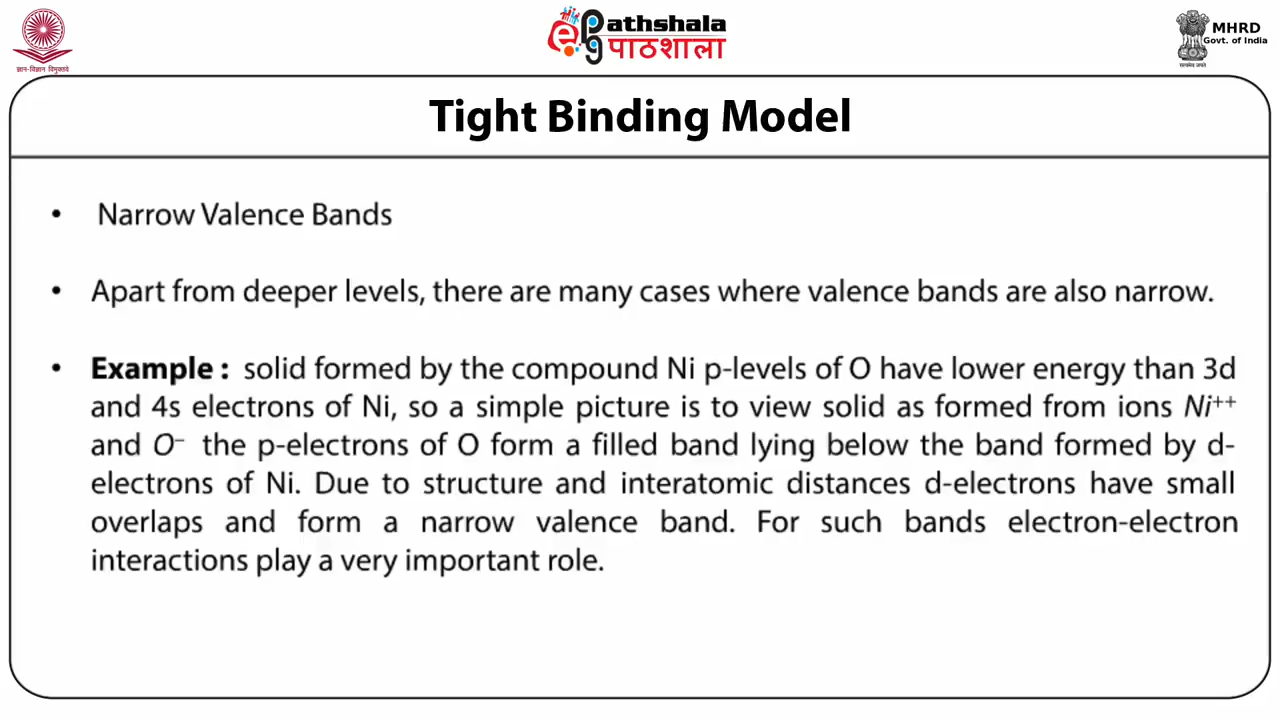 ePG Pathshala
पाठशाला
MHRD
Govt. of India
ज्ञान-विज्ञान विमुक्तये
सत्यमेव जयते
Tight Binding Model
• Narrow Valence Bands
• Apart from deeper levels, there are many cases where valence bands are also narrow.
• Example : solid formed by the compound Ni p-levels of O have lower energy than 3d
and 4s electrons of Ni, so a simple picture is to view solid as formed from ions Ni⁺⁺
and O⁻ the p-electrons of O form a filled band lying below the band formed by d-
electrons of Ni. Due to structure and interatomic distances d-electrons have small
overlaps and form a narrow valence band. For such bands electron-electron
interactions play a very important role.